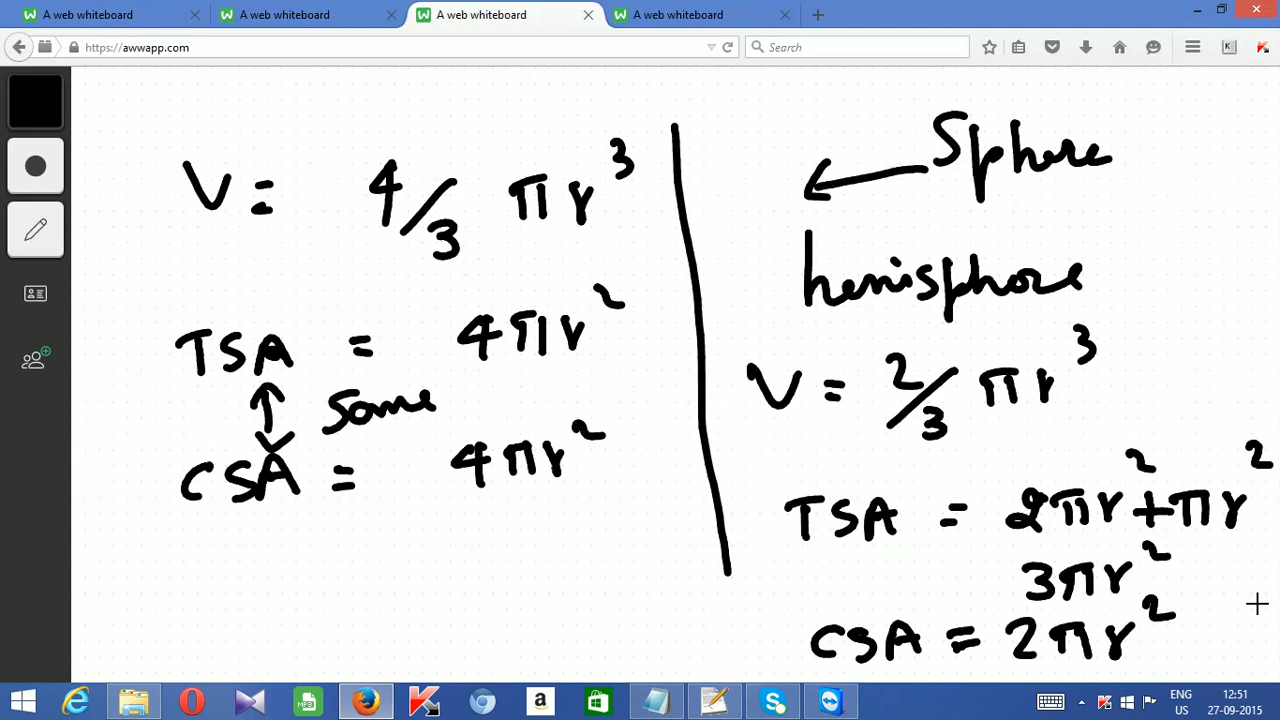 A web whiteboard
A web whiteboard
A web whiteboard
A web whiteboard
https://awwapp.com
Search
V = 4/3 πr³
TSA = 4πr²
Same
CSA = 4πr²
Sphere
hemisphere
V = 2/3 πr³
TSA = 2πr² + πr²
3πr²
CSA = 2πr²
MP3
a
ENG
US
12:51
27-09-2015